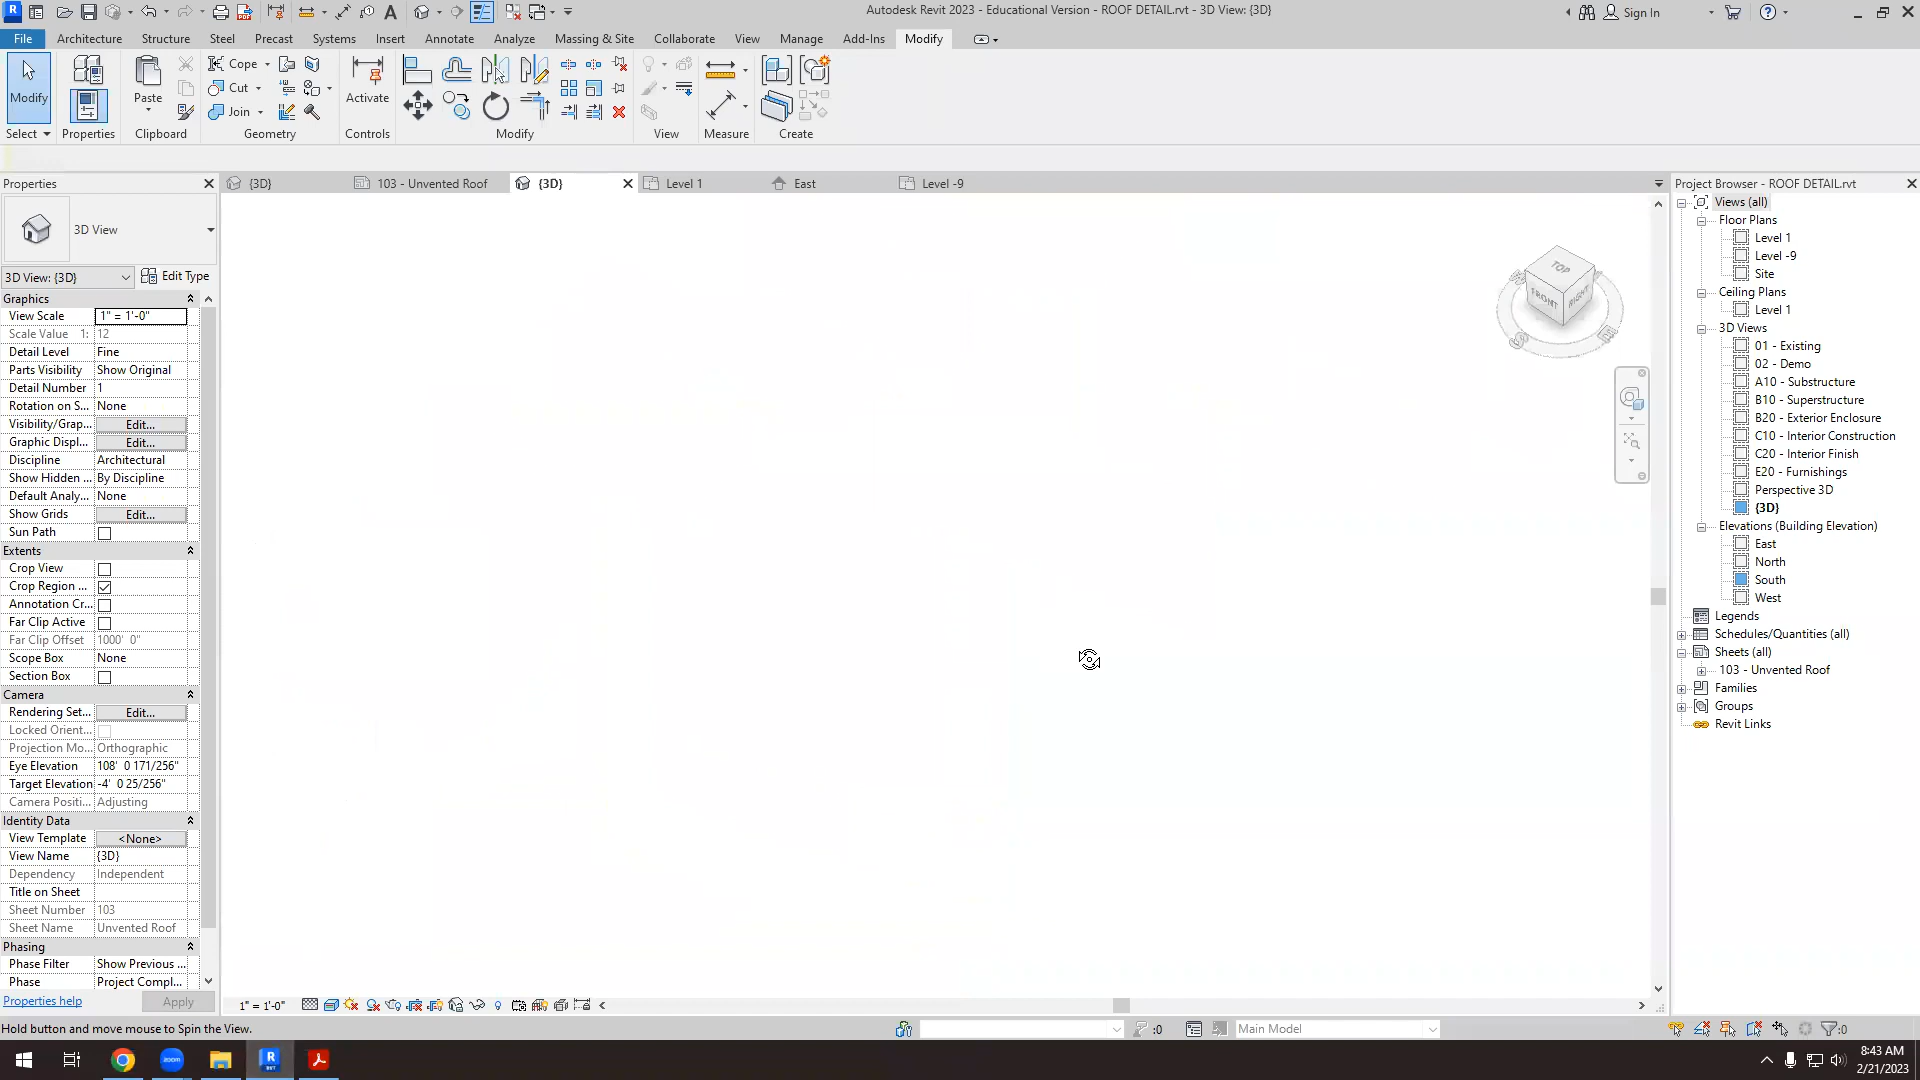 Autodesk Revit 2023 - Educational Version - ROOF DETAIL.rvt - 3D View: {3D}
Sign In
File Architecture Structure Steel Precast Systems Insert Annotate Analyze Massing & Site Collaborate View Manage Add-Ins Modify
Modify
Paste
Cope
Cut
Join
Activate
Select Properties Clipboard Geometry Controls Modify View Measure Create
Properties
{3D} 103 - Unvented Roof {3D} Level 1 East Level -9
3D View
3D View: {3D} Edit Type
Graphics
View Scale 1" = 1'-0"
Scale Value 1: 12
Detail Level Fine
Parts Visibility Show Original
Detail Number 1
Rotation on S... None
Visibility/Grap... Edit...
Graphic Displ... Edit...
Discipline Architectural
Show Hidden ... By Discipline
Default Analy... None
Show Grids Edit...
Sun Path
Extents
Crop View
Crop Region ...
Annotation Cr...
Far Clip Active
Far Clip Offset 1000' 0"
Scope Box None
Section Box
Camera
Rendering Set... Edit...
Locked Orient...
Projection Mo... Orthographic
Eye Elevation 108' 0 171/256"
Target Elevation -4' 0 25/256"
Camera Positi... Adjusting
Identity Data
View Template <None>
View Name {3D}
Dependency Independent
Title on Sheet
Sheet Number 103
Sheet Name Unvented Roof
Phasing
Phase Filter Show Previous ...
Phase Project Compl...
Properties help Apply
TOP
FRONT RIGHT
W
S E
Project Browser - ROOF DETAIL.rvt
Views (all)
Floor Plans
Level 1
Level -9
Site
Ceiling Plans
Level 1
3D Views
01 - Existing
02 - Demo
A10 - Substructure
B10 - Superstructure
B20 - Exterior Enclosure
C10 - Interior Construction
C20 - Interior Finish
E20 - Furnishings
Perspective 3D
{3D}
Elevations (Building Elevation)
East
North
South
West
Legends
Schedules/Quantities (all)
Sheets (all)
103 - Unvented Roof
Families
Groups
Revit Links
1" = 1'-0"
Hold button and move mouse to Spin the View.
:0
Main Model
:0
zoom
8:43 AM
2/21/2023